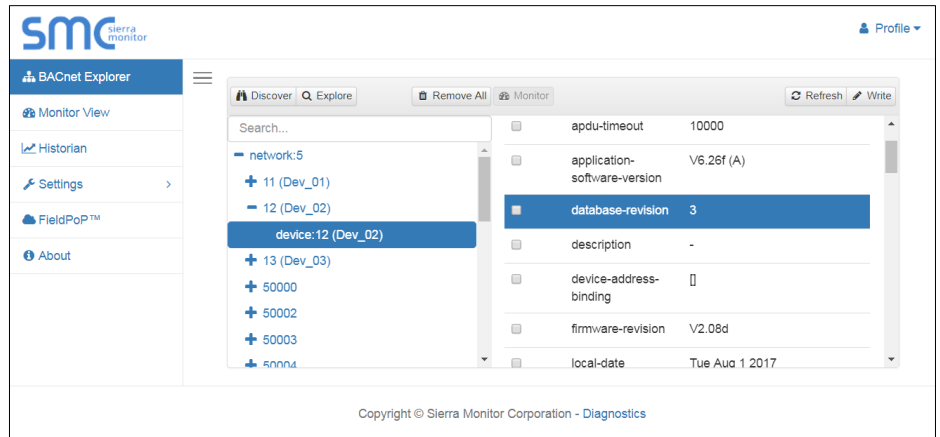 SMC sierra monitor
Profile
BACnet Explorer
Monitor View
Historian
Settings
FieldPoP™
About
Discover Explore Remove All Monitor Refresh Write
Search...
network:5
11 (Dev_01)
12 (Dev_02)
device:12 (Dev_02)
13 (Dev_03)
50000
50002
50003
50004
apdu-timeout 10000
application-
software-version V6.26f (A)
database-revision 3
description -
device-address-
binding []
firmware-revision V2.08d
local-date Tue Aug 1 2017
Copyright © Sierra Monitor Corporation - Diagnostics